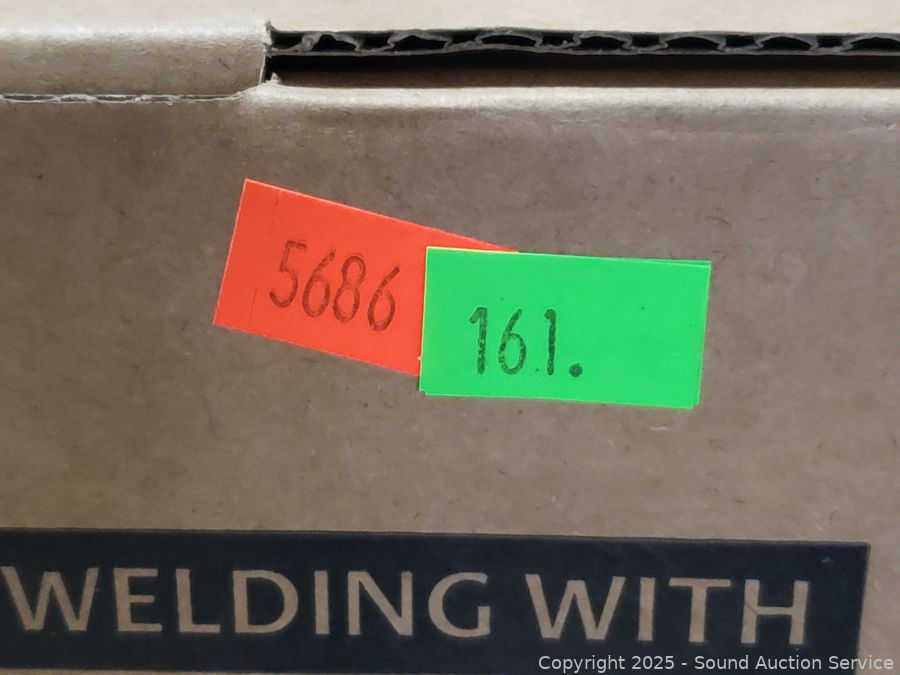 5686
161.
WELDING WITH
Copyright 2025 - Sound Auction Service